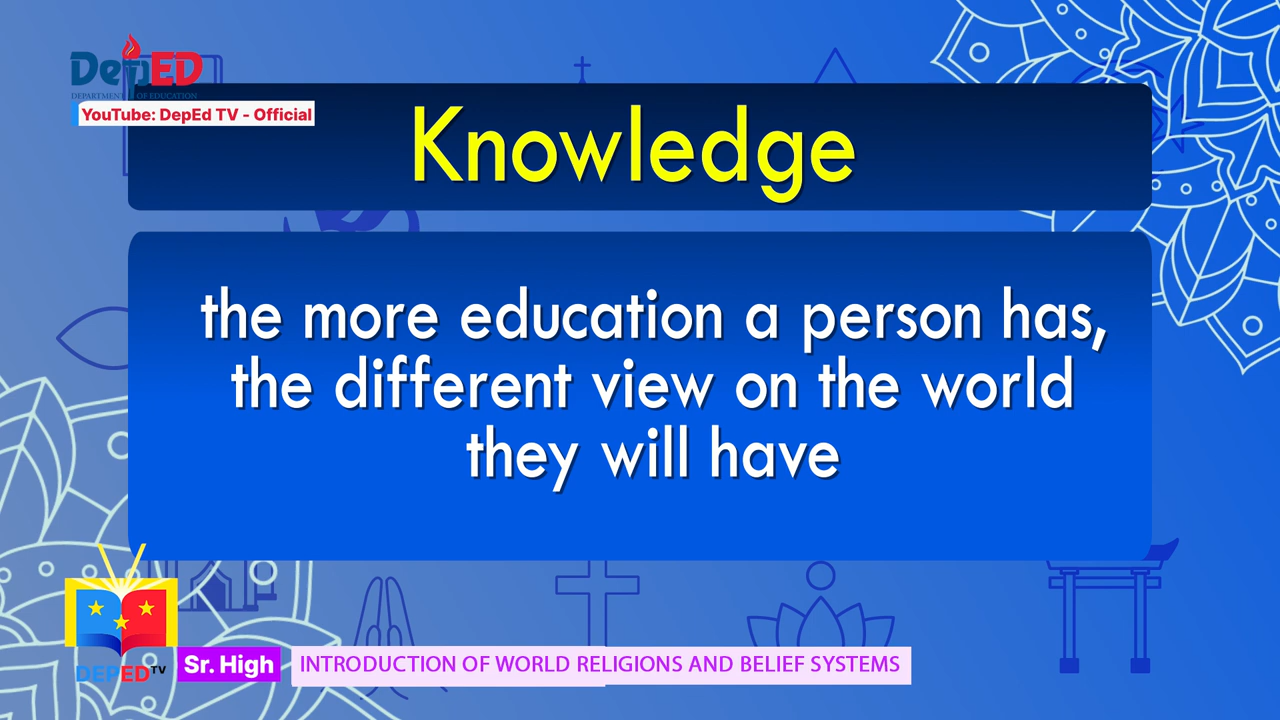 DepED
DEPARTMENT OF EDUCATION
YouTube: DepEd TV - Official
Knowledge
the more education a person has,
the different view on the world
they will have
DEPED TV
Sr. High
INTRODUCTION OF WORLD RELIGIONS AND BELIEF SYSTEMS